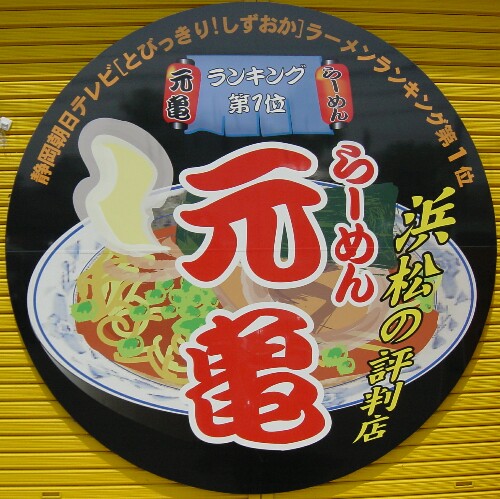 静岡朝日テレビ[とびっきり!しずおか]ラーメンランキング第1位
元亀
ランキング
第1位
らーめん
らーめん
元亀
浜松の評判店